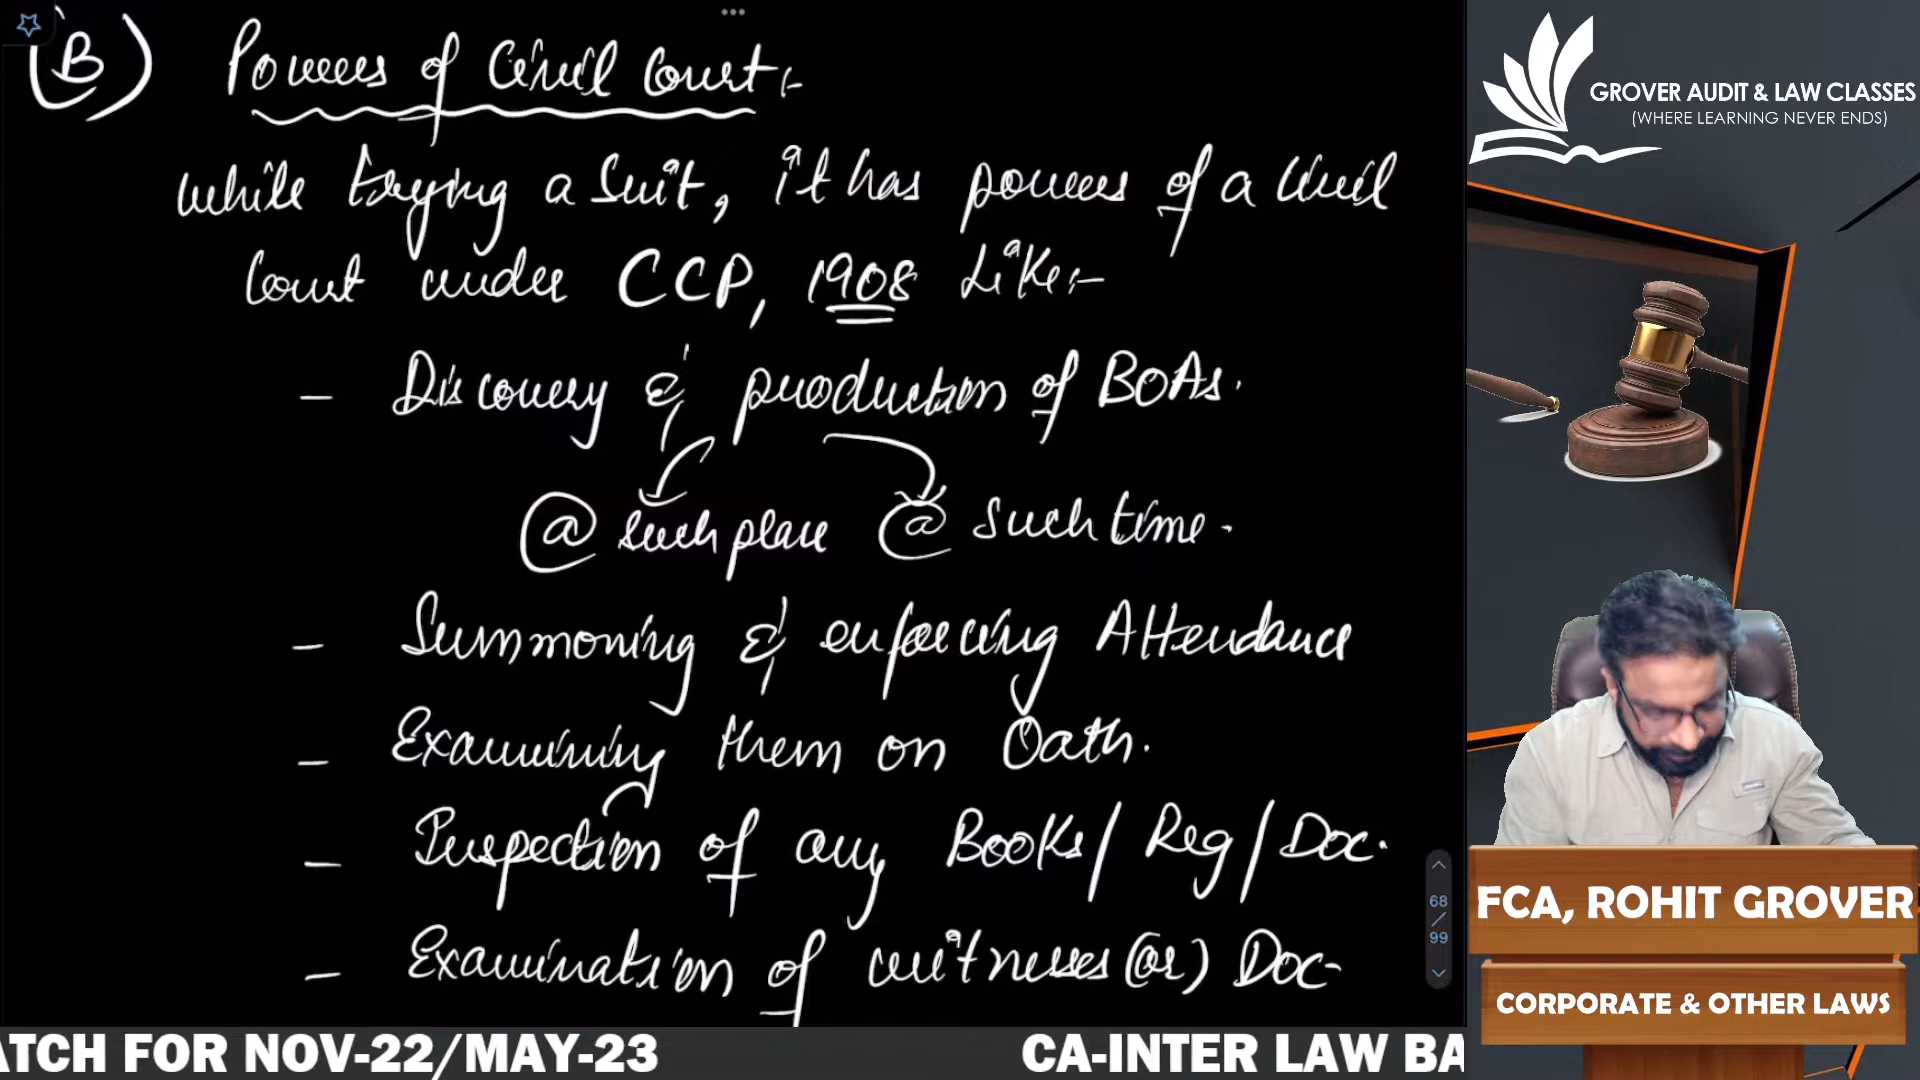 (B) Powers of Civil Court:-
while trying a Suit, it has powers of a Civil
Court under CCP, 1908 Like:-
- Discovery & production of BOAs.
@ such place @ such time.
- Summoning & enforcing Attendance
- Examining them on Oath.
- Inspection of any Books/Reg/Doc.
- Examination of witnesses (or) Doc-
68
99
GROVER AUDIT & LAW CLASSES
(WHERE LEARNING NEVER ENDS)
FCA, ROHIT GROVER
CORPORATE & OTHER LAWS
ATCH FOR NOV-22/MAY-23 CA-INTER LAW BA